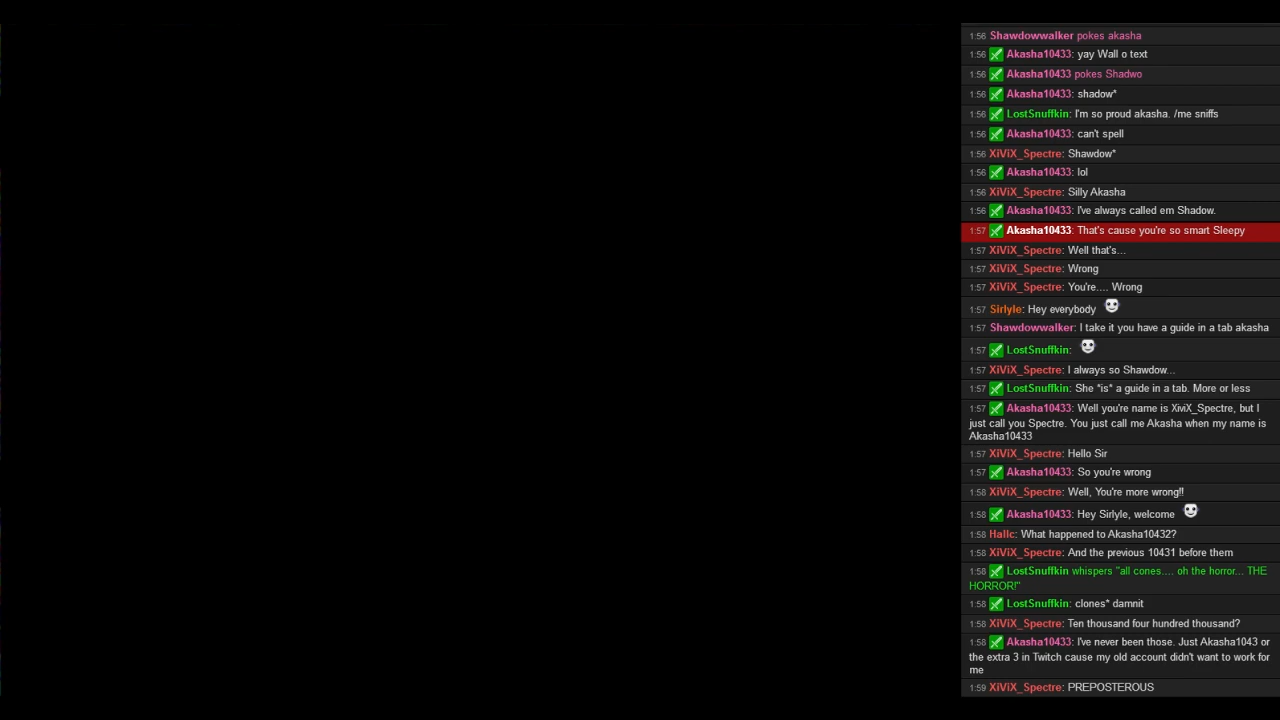 1:56 Shawdowwalker pokes akasha
1:56 Akasha10433: yay Wall o text
1:56 Akasha10433 pokes Shadwo
1:56 Akasha10433: shadow*
1:56 LostSnuffkin: I'm so proud akasha. /me sniffs
1:56 Akasha10433: can't spell
1:56 XiViX_Spectre: Shawdow*
1:56 Akasha10433: lol
1:56 XiViX_Spectre: Silly Akasha
1:56 Akasha10433: I've always called em Shadow.
1:57 Akasha10433: That's cause you're so smart Sleepy
1:57 XiViX_Spectre: Well that's...
1:57 XiViX_Spectre: Wrong
1:57 XiViX_Spectre: You're.... Wrong
1:57 Sirlyle: Hey everybody
1:57 Shawdowwalker: I take it you have a guide in a tab akasha
1:57 LostSnuffkin:
1:57 XiViX_Spectre: I always so Shawdow...
1:57 LostSnuffkin: She *is* a guide in a tab. More or less
1:57 Akasha10433: Well you're name is XiviX_Spectre, but I
just call you Spectre. You just call me Akasha when my name is
Akasha10433
1:57 XiViX_Spectre: Hello Sir
1:57 Akasha10433: So you're wrong
1:58 XiViX_Spectre: Well, You're more wrong!!
1:58 Akasha10433: Hey Sirlyle, welcome
1:58 Hallc: What happened to Akasha10432?
1:58 XiViX_Spectre: And the previous 10431 before them
1:58 LostSnuffkin whispers "all cones.... oh the horror... THE
HORROR!"
1:58 LostSnuffkin: clones* damnit
1:58 XiViX_Spectre: Ten thousand four hundred thousand?
1:58 Akasha10433: I've never been those. Just Akasha1043 or
the extra 3 in Twitch cause my old account didn't want to work for
me
1:59 XiViX_Spectre: PREPOSTEROUS